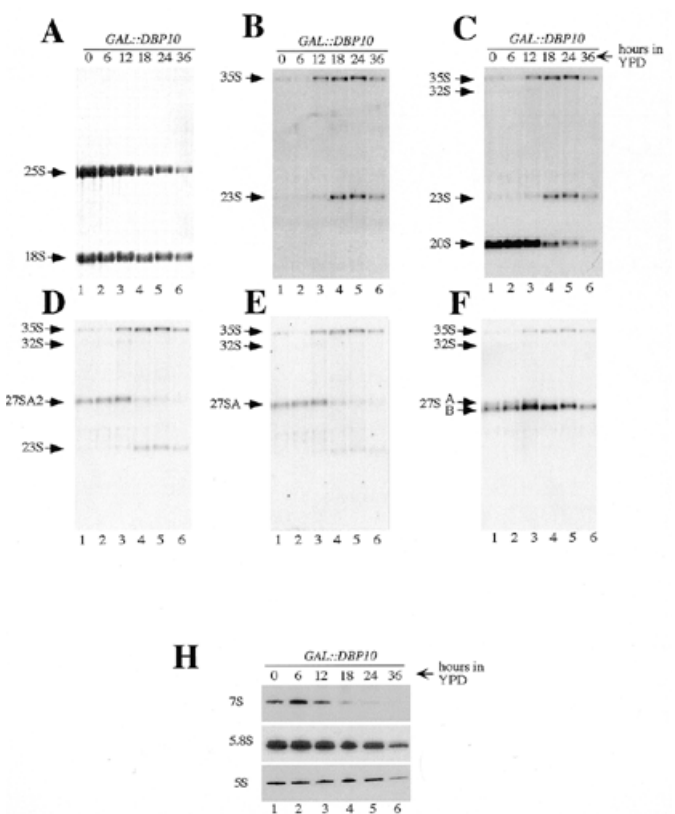 A B C
GAL::DBP10 GAL::DBP10 GAL::DBP10
0 6 12 18 24 36 0 6 12 18 24 36 0 6 12 18 24 36 hours in YPD
35S 35S
32S
25S
23S 23S
20S
18S
1 2 3 4 5 6 1 2 3 4 5 6 1 2 3 4 5 6
D E F
35S 35S 35S
32S 32S 32S
27SA2 27SA 27S A B
23S
1 2 3 4 5 6 1 2 3 4 5 6 1 2 3 4 5 6
H
GAL::DBP10
0 6 12 18 24 36 hours in YPD
7S
5.8S
5S
1 2 3 4 5 6